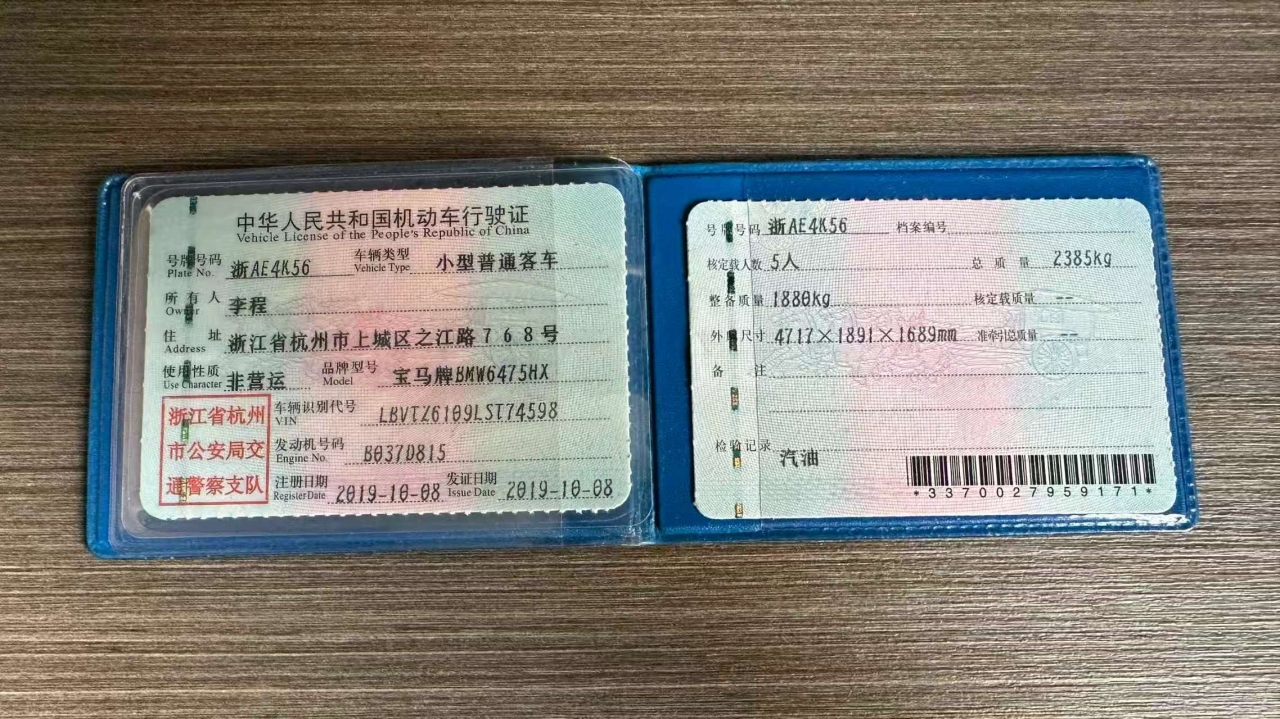 中华人民共和国机动车行驶证
Vehicle License of the People's Republic of China
号牌号码 浙AE4K56 车辆类型 小型普通客车
Plate No. Vehicle Type
所有人 李程
Owner
住址 浙江省杭州市上城区之江路768号
Address
使用性质 非营运 品牌型号 宝马牌BMW6475HX
Use Character Model
浙江省杭州
市公安局交
通警察支队
车辆识别代号 LBVTZ6109LST74598
VIN
发动机号码 B037D815
Engine No.
注册日期 2019-10-08 发证日期 2019-10-08
Register Date Issue Date
号牌号码 浙AE4K56 档案编号
核定载人数 5人 总质量 2385kg
整备质量 1880kg 核定载质量 --
外廓尺寸 4717×1891×1689mm 准牵引总质量 --
备注
检验记录
汽油
*3370027959171*